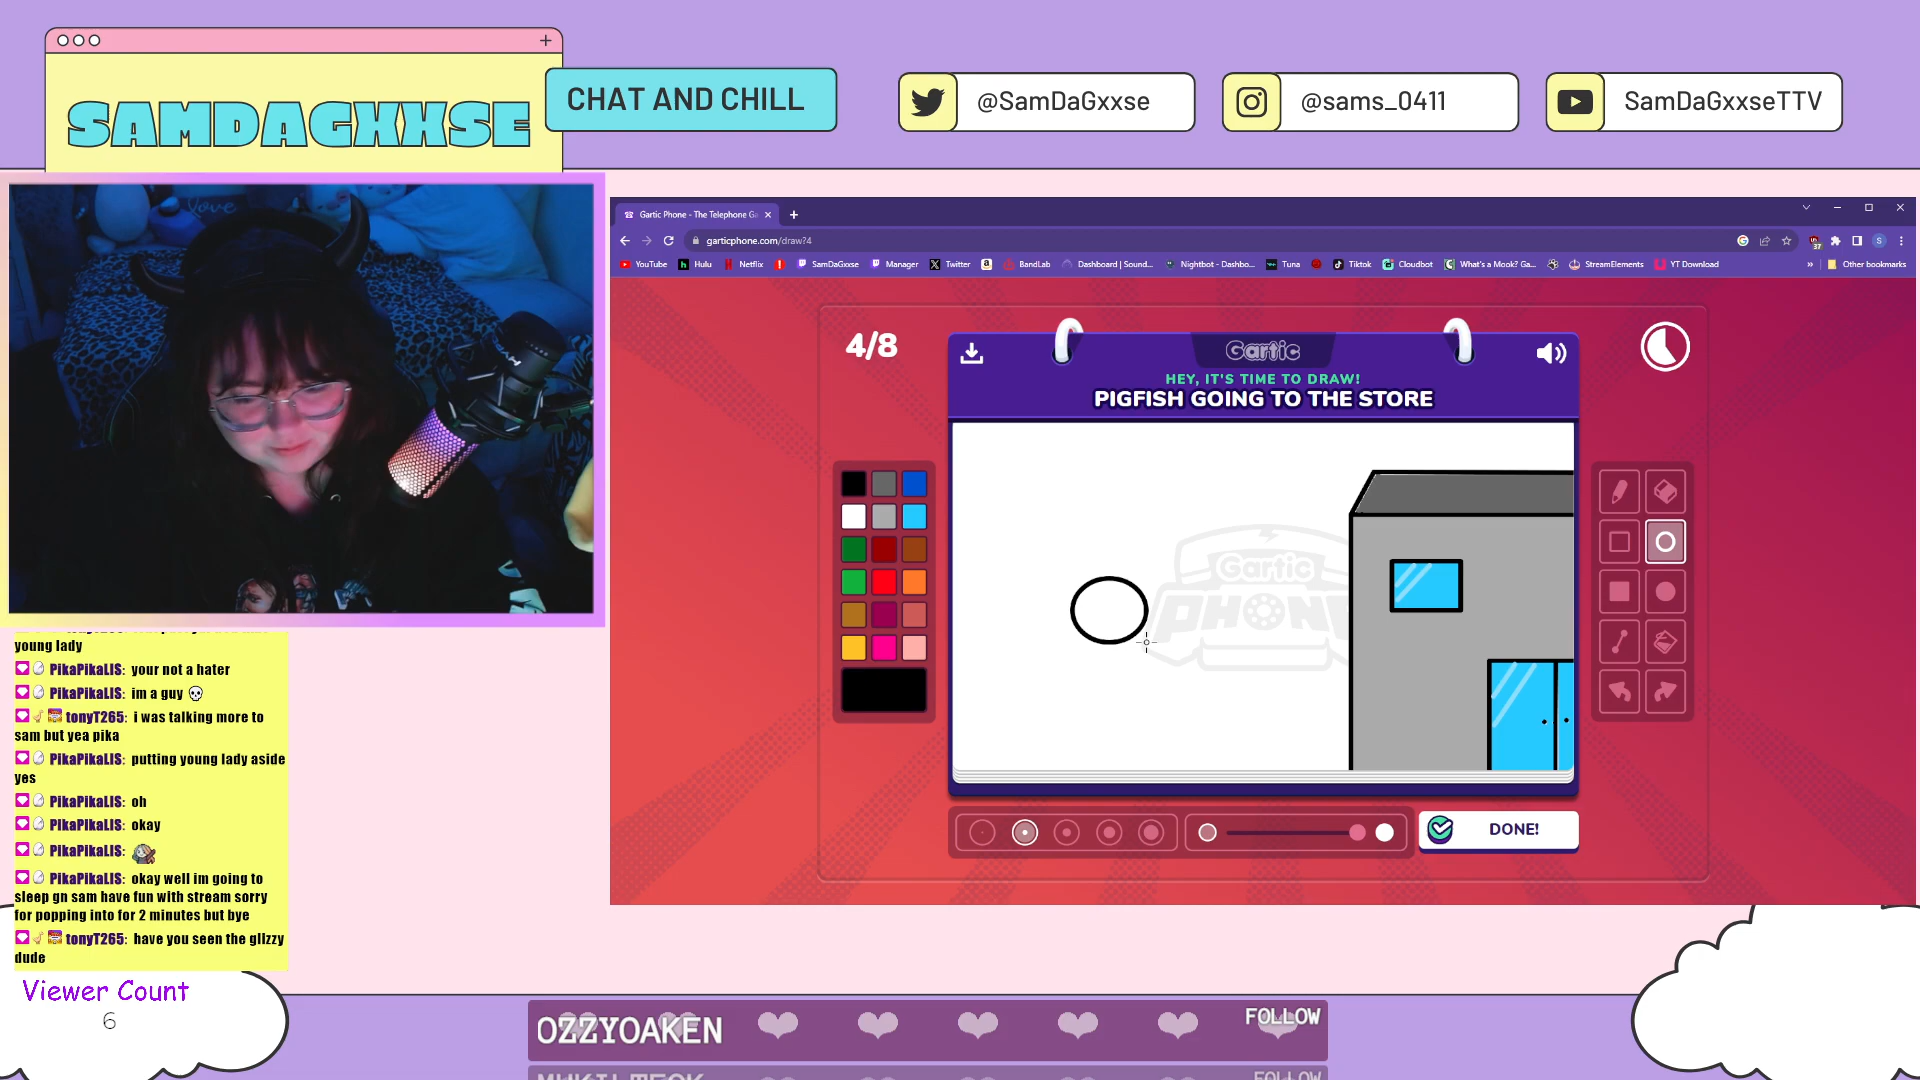 SAMDAGXXSE
CHAT AND CHILL
@SamDaGxxse
@sams_0411
SamDaGxxseTTV
love
Gartic Phone - The Telephone Ga
garticphone.com/draw?4
YouTube
Hulu
Netflix
SamDaGxxse
Manager
Twitter
BandLab
Dashboard | Sound...
Nightbot - Dashbo...
Tuna
Tiktok
Cloudbot
What's a Mook? Ga...
StreamElements
YT Download
»
Other bookmarks
4/8
Gartic
HEY, IT'S TIME TO DRAW!
PIGFISH GOING TO THE STORE
Gartic
PHONE
DONE!
young lady
PikaPikaLIS: your not a hater
PikaPikaLIS: im a guy 💀
tonyT265: i was talking more to
sam but yea pika
PikaPikaLIS: putting young lady aside
yes
PikaPikaLIS: oh
PikaPikaLIS: okay
PikaPikaLIS:
PikaPikaLIS: okay well im going to
sleep gn sam have fun with stream sorry
for popping into for 2 minutes but bye
tonyT265: have you seen the glizzy
dude
Viewer Count
6
OZZYOAKEN
FOLLOW
FOLLOW